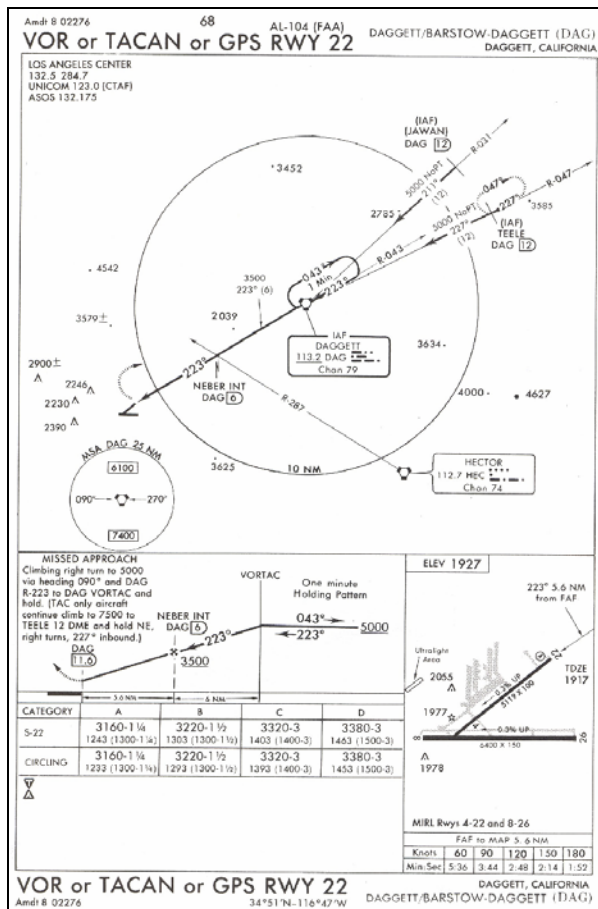 Amdt 8 02276
68
AL-104 (FAA)
VOR or TACAN or GPS RWY 22
DAGGETT/BARSTOW-DAGGETT (DAG)
DAGGETT, CALIFORNIA
LOS ANGELES CENTER
132.5 284.7
UNICOM 123.0 (CTAF)
ASOS 132.175
(IAF)
(JAWAN)
DAG 12
R-031
5000 NoPT
211°
(12)
3452
2785
047°
R-047
5000 NoPT
227°
(12)
227°
3585
(IAF)
TEELE
DAG 12
R-043
043°
1 Min
223°
4542
3500
223° (6)
3579±
2039
IAF
DAGGETT
113.2 DAG
Chan 79
3634
2900±
2246
2230
2390
223°
NEBER INT
DAG 6
R-287
4000
4627
MSA DAG 25 NM
6100
090°
270°
7400
3625
10 NM
HECTOR
112.7 HEC
Chan 74
MISSED APPROACH
Climbing right turn to 5000
via heading 090° and DAG
R-223 to DAG VORTAC and
hold. (TAC only aircraft
continue climb to 7500 to
TEELE 12 DME and hold NE,
right turns, 227° inbound.)
VORTAC
One minute
Holding Pattern
043°
223°
5000
NEBER INT
DAG 6
223°
3500
DAG
11.6
5.6 NM
6 NM
CATEGORY A B C D
S-22 3160-1¼ 3220-1½ 3320-3 3380-3
1243 (1300-1¼) 1303 (1300-1½) 1403 (1400-3) 1463 (1500-3)
CIRCLING 3160-1¼ 3220-1½ 3320-3 3380-3
1233 (1300-1¼) 1293 (1300-1½) 1393 (1400-3) 1453 (1500-3)
ELEV 1927
223° 5.6 NM
from FAF
Ultralight
Area
2055
22
TDZE
1917
0.3% UP
5119 X 100
1977
4
8
0.3% UP
6400 X 150
26
1978
MIRL Rwys 4-22 and 8-26
FAF to MAP 5.6 NM
Knots 60 90 120 150 180
Min:Sec 5:36 3:44 2:48 2:14 1:52
VOR or TACAN or GPS RWY 22
Amdt 8 02276
34°51'N-116°47'W
DAGGETT, CALIFORNIA
DAGGETT/BARSTOW-DAGGETT (DAG)